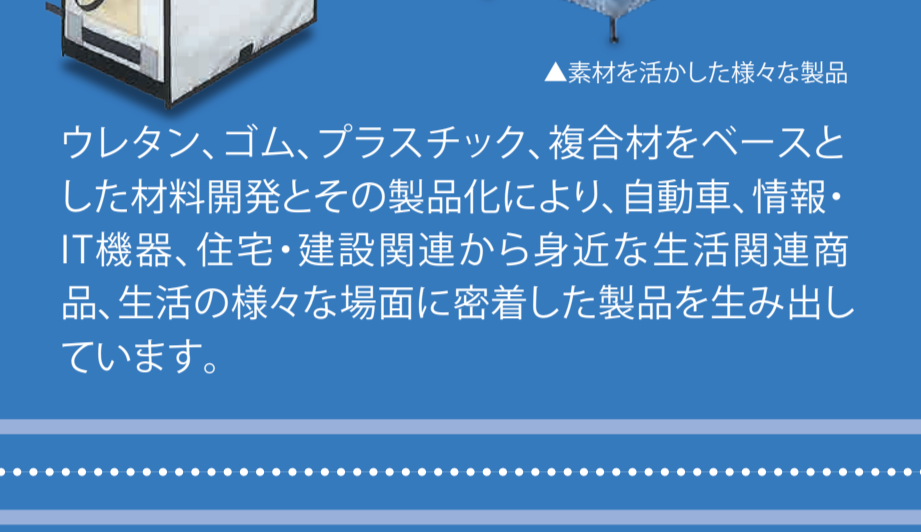 ▲素材を活かした様々な製品
ウレタン、ゴム、プラスチック、複合材をベースと
した材料開発とその製品化により、自動車、情報・
IT機器、住宅・建設関連から身近な生活関連商
品、生活の様々な場面に密着した製品を生み出し
ています。